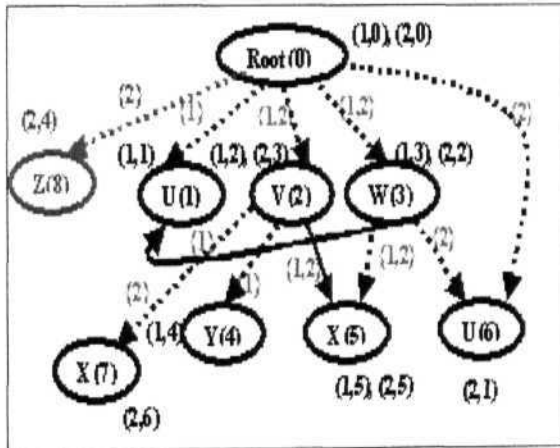 (1,0), (2,0)
Root (0)
(2) (1) (1,2) (1,2) (2)
(2,4)
(1,1) (1,2), (2,3) (1,3), (2,2)
Z(8) U(1) V(2) W(3)
(1)
(2) (1) (1,2) (1,2) (2)
(1,4)
Y(4) X(5) U(6)
X(7)
(1,5), (2,5) (2,1)
(2,6)